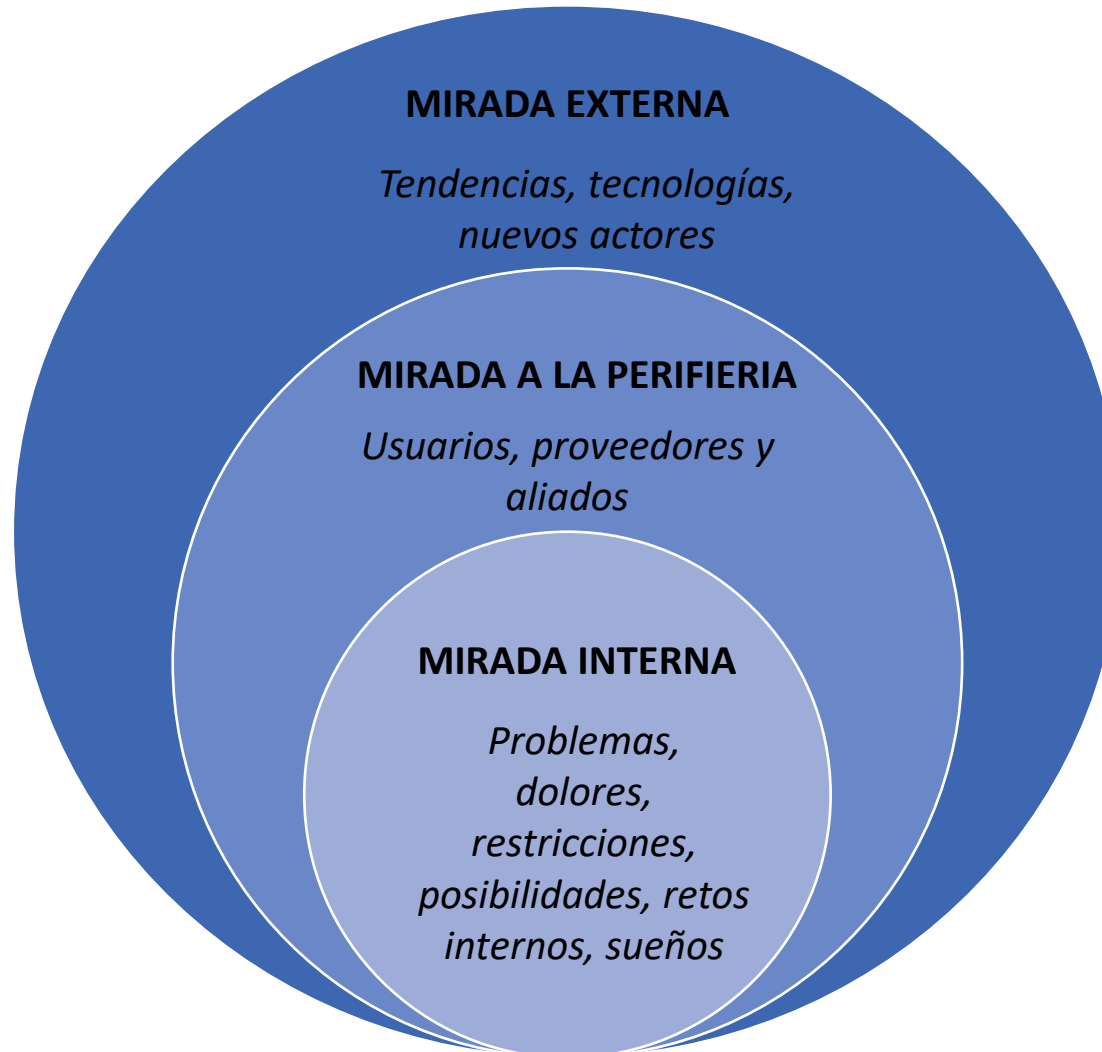 MIRADA EXTERNA
Tendencias, tecnologías,
nuevos actores
MIRADA A LA PERIFIERIA
Usuarios, proveedores y
aliados
MIRADA INTERNA
Problemas,
dolores,
restricciones,
posibilidades, retos
internos, sueños